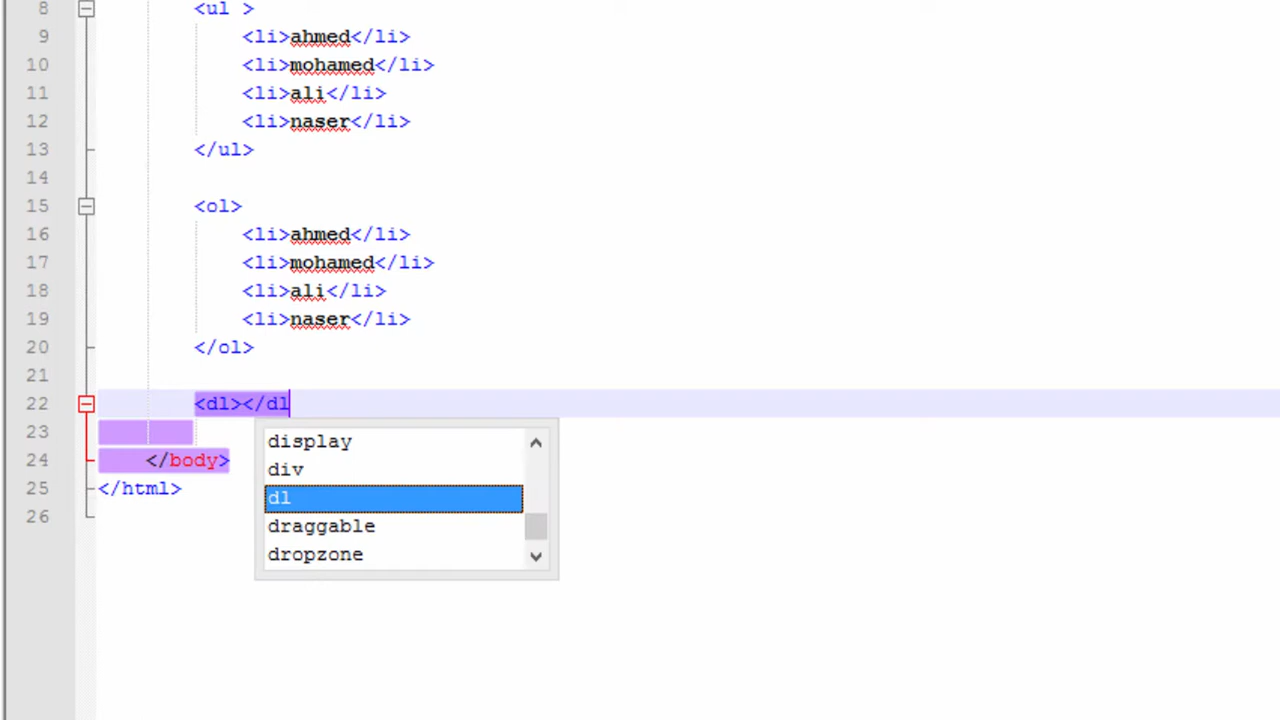 8 <ul >
9 <li>ahmed</li>
10 <li>mohamed</li>
11 <li>ali</li>
12 <li>naser</li>
13 </ul>
14
15 <ol>
16 <li>ahmed</li>
17 <li>mohamed</li>
18 <li>ali</li>
19 <li>naser</li>
20 </ol>
21
22 <dl></dl
23
24 </body>
25 </html>
26
display
div
dl
draggable
dropzone